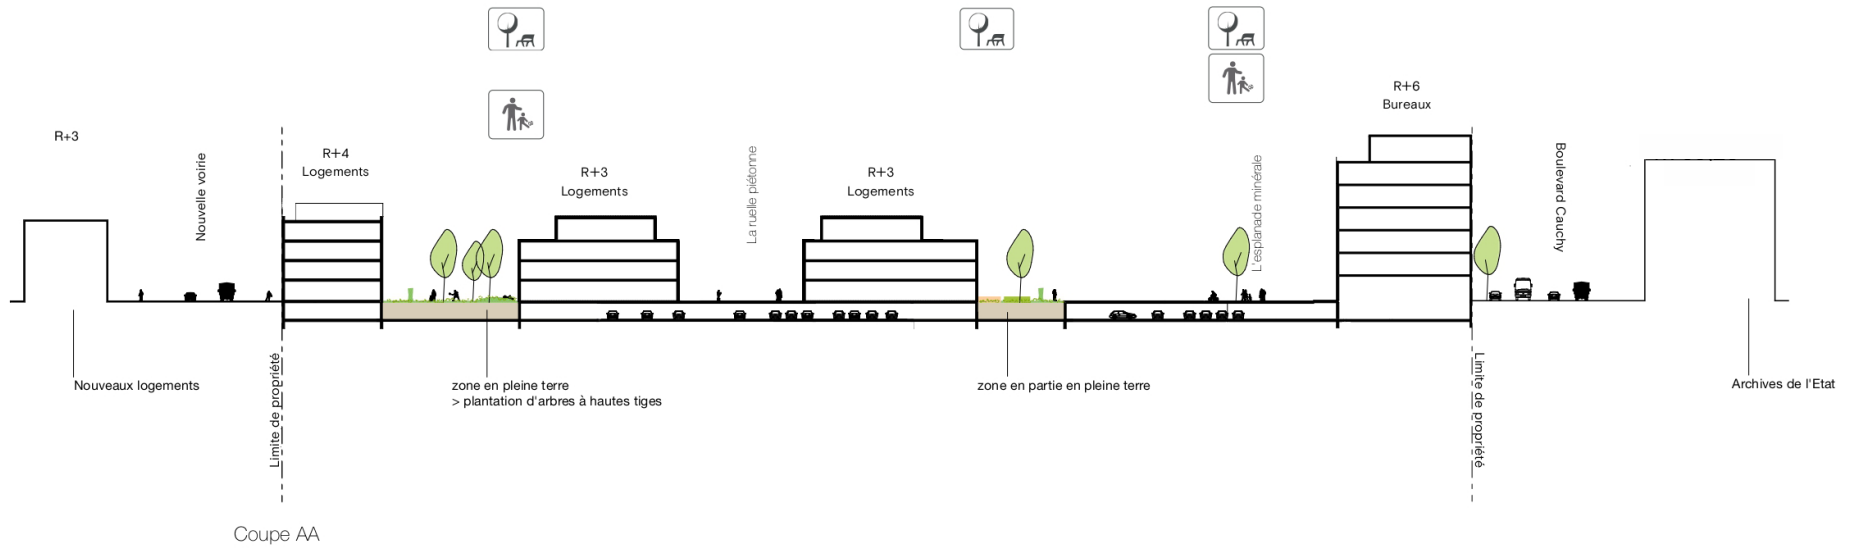 R+6
Bureaux
R+3
R+4
Logements
R+3
Logements
R+3
Logements
Nouvelle voirie
La ruelle piétonne
L'esplanade minérale
Boulevard Cauchy
Limite de propriété
Limite de propriété
Nouveaux logements
zone en pleine terre
> plantation d'arbres à hautes tiges
zone en partie en pleine terre
Archives de l'Etat
Coupe AA